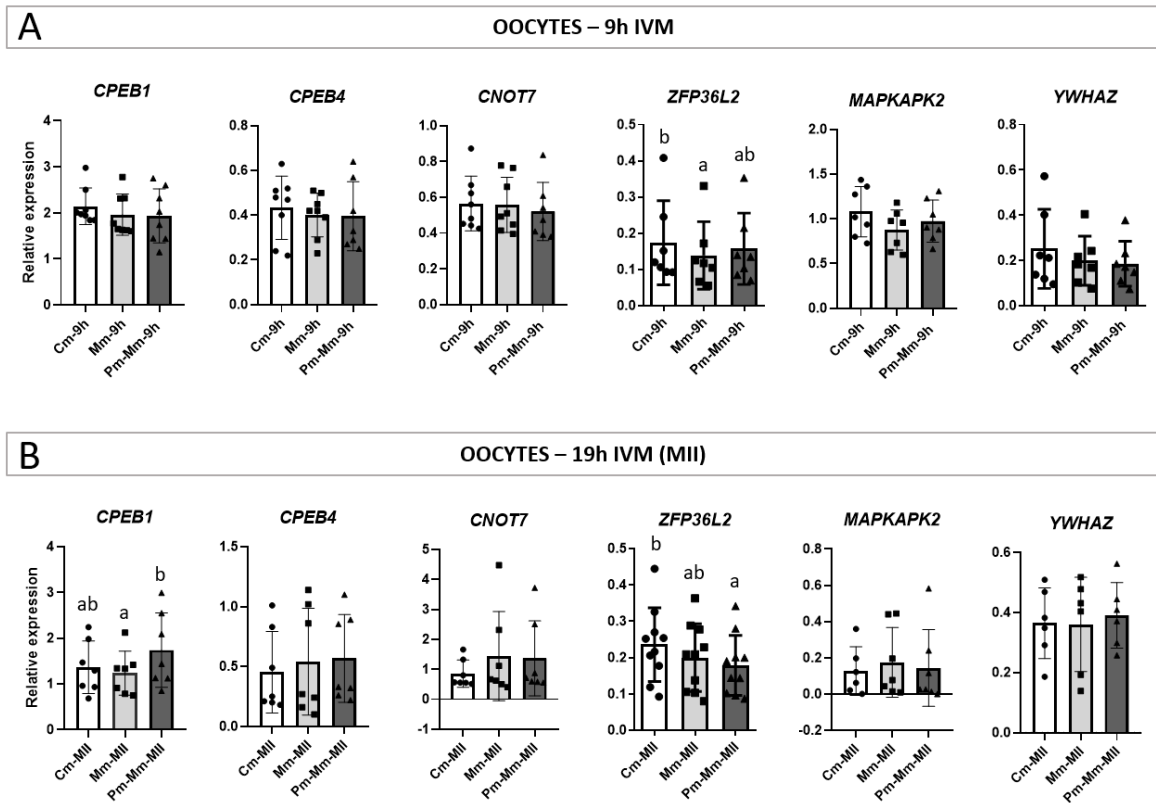 A
OOCYTES – 9h IVM
CPEB1 CPEB4 CNOT7 ZFP36L2 MAPKAPK2 YWHAZ
Relative expression
4
3
2
1
0
Cm-9h Mm-9h Pm-Mm-9h
0.8
0.6
0.4
0.2
0.0
Cm-9h Mm-9h Pm-Mm-9h
1.0
0.8
0.6
0.4
0.2
0.0
Cm-9h Mm-9h Pm-Mm-9h
0.5
0.4
0.3
0.2
0.1
0.0
b a ab
Cm-9h Mm-9h Pm-Mm-9h
2.0
1.5
1.0
0.5
0.0
Cm-9h Mm-9h Pm-Mm-9h
0.8
0.6
0.4
0.2
0.0
Cm-9h Mm-9h Pm-Mm-9h
B
OOCYTES – 19h IVM (MII)
CPEB1 CPEB4 CNOT7 ZFP36L2 MAPKAPK2 YWHAZ
Relative expression
4
3
2
1
0
ab a b
Cm-MII Mm-MII Pm-Mm-MII
1.5
1.0
0.5
0.0
Cm-MII Mm-MII Pm-Mm-MII
5
4
3
2
1
0
-1
Cm-MII Mm-MII Pm-Mm-MII
0.5
0.4
0.3
0.2
0.1
0.0
b ab a
Cm-MII Mm-MII Pm-Mm-MII
0.8
0.6
0.4
0.2
0.0
-0.2
Cm-MII Mm-MII Pm-Mm-MII
0.6
0.4
0.2
0.0
Cm-MII Mm-MII Pm-Mm-MII